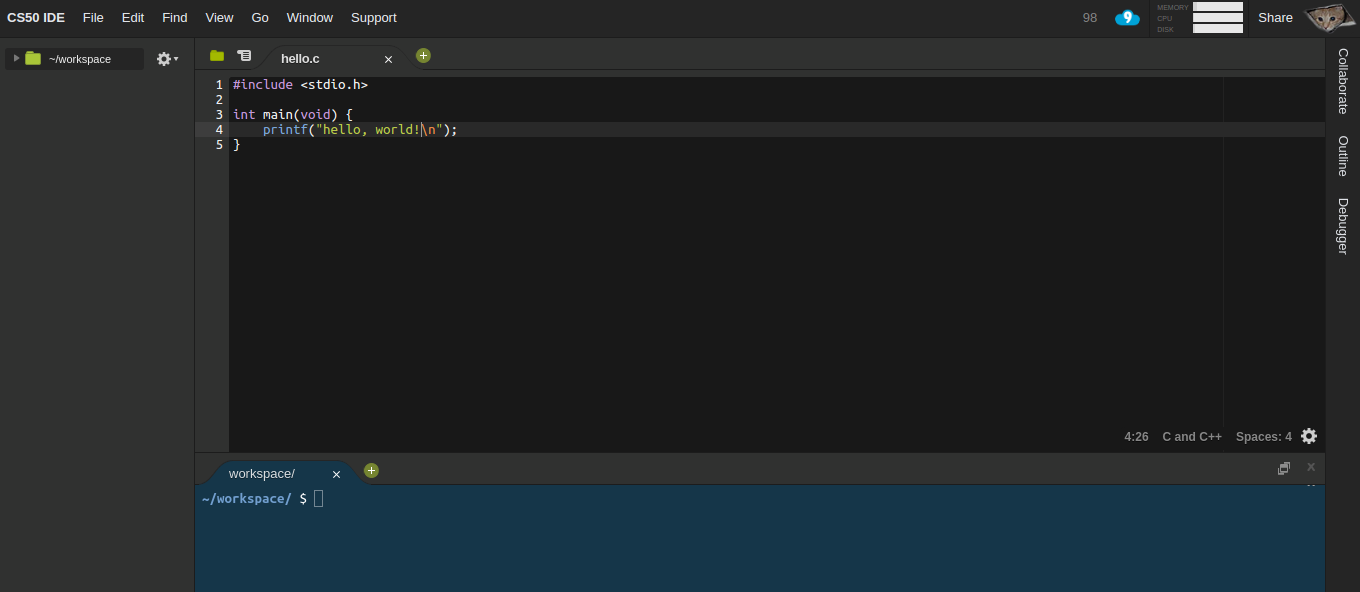 CS50 IDE File Edit Find View Go Window Support 98 9 MEMORY CPU DISK Share
~/workspace
hello.c
1 #include <stdio.h>
2
3 int main(void) {
4     printf("hello, world!\n");
5 }
4:26 C and C++ Spaces: 4
workspace/
~/workspace/ $
Collaborate
Outline
Debugger